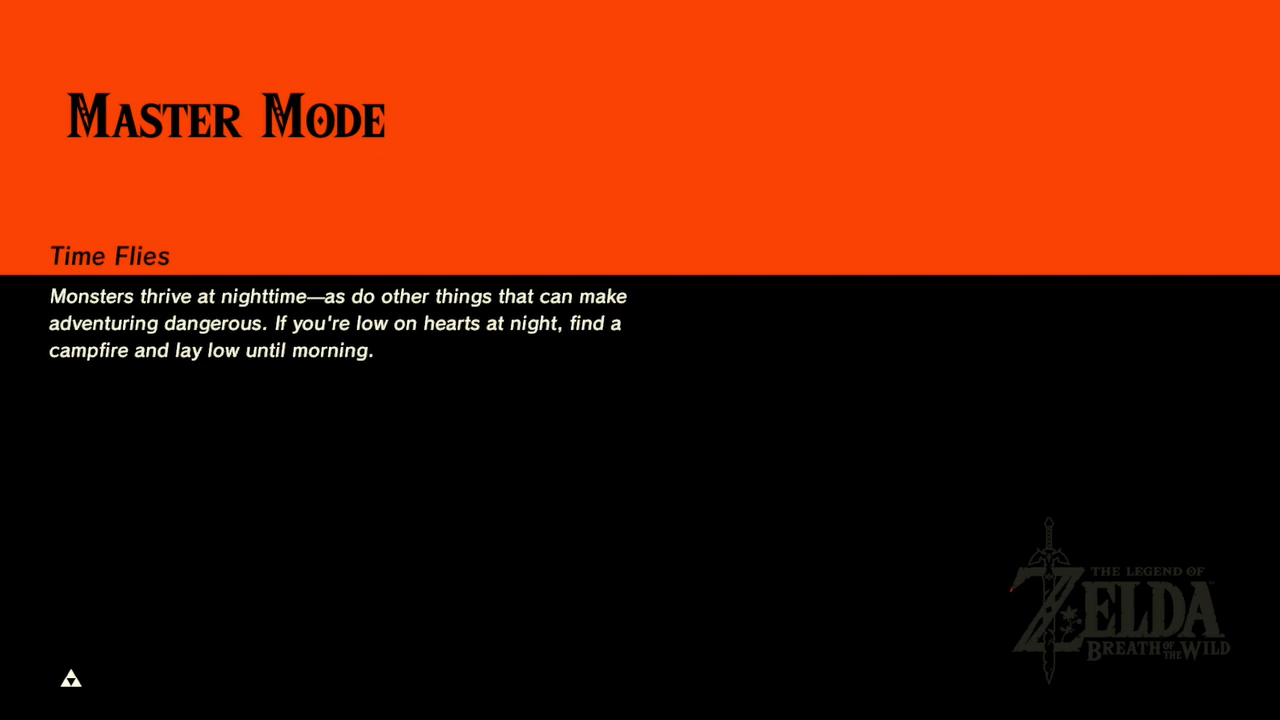 Master Mode
Time Flies
Monsters thrive at nighttime—as do other things that can make
adventuring dangerous. If you're low on hearts at night, find a
campfire and lay low until morning.
THE LEGEND OF
ZELDA
BREATH OF THE WILD